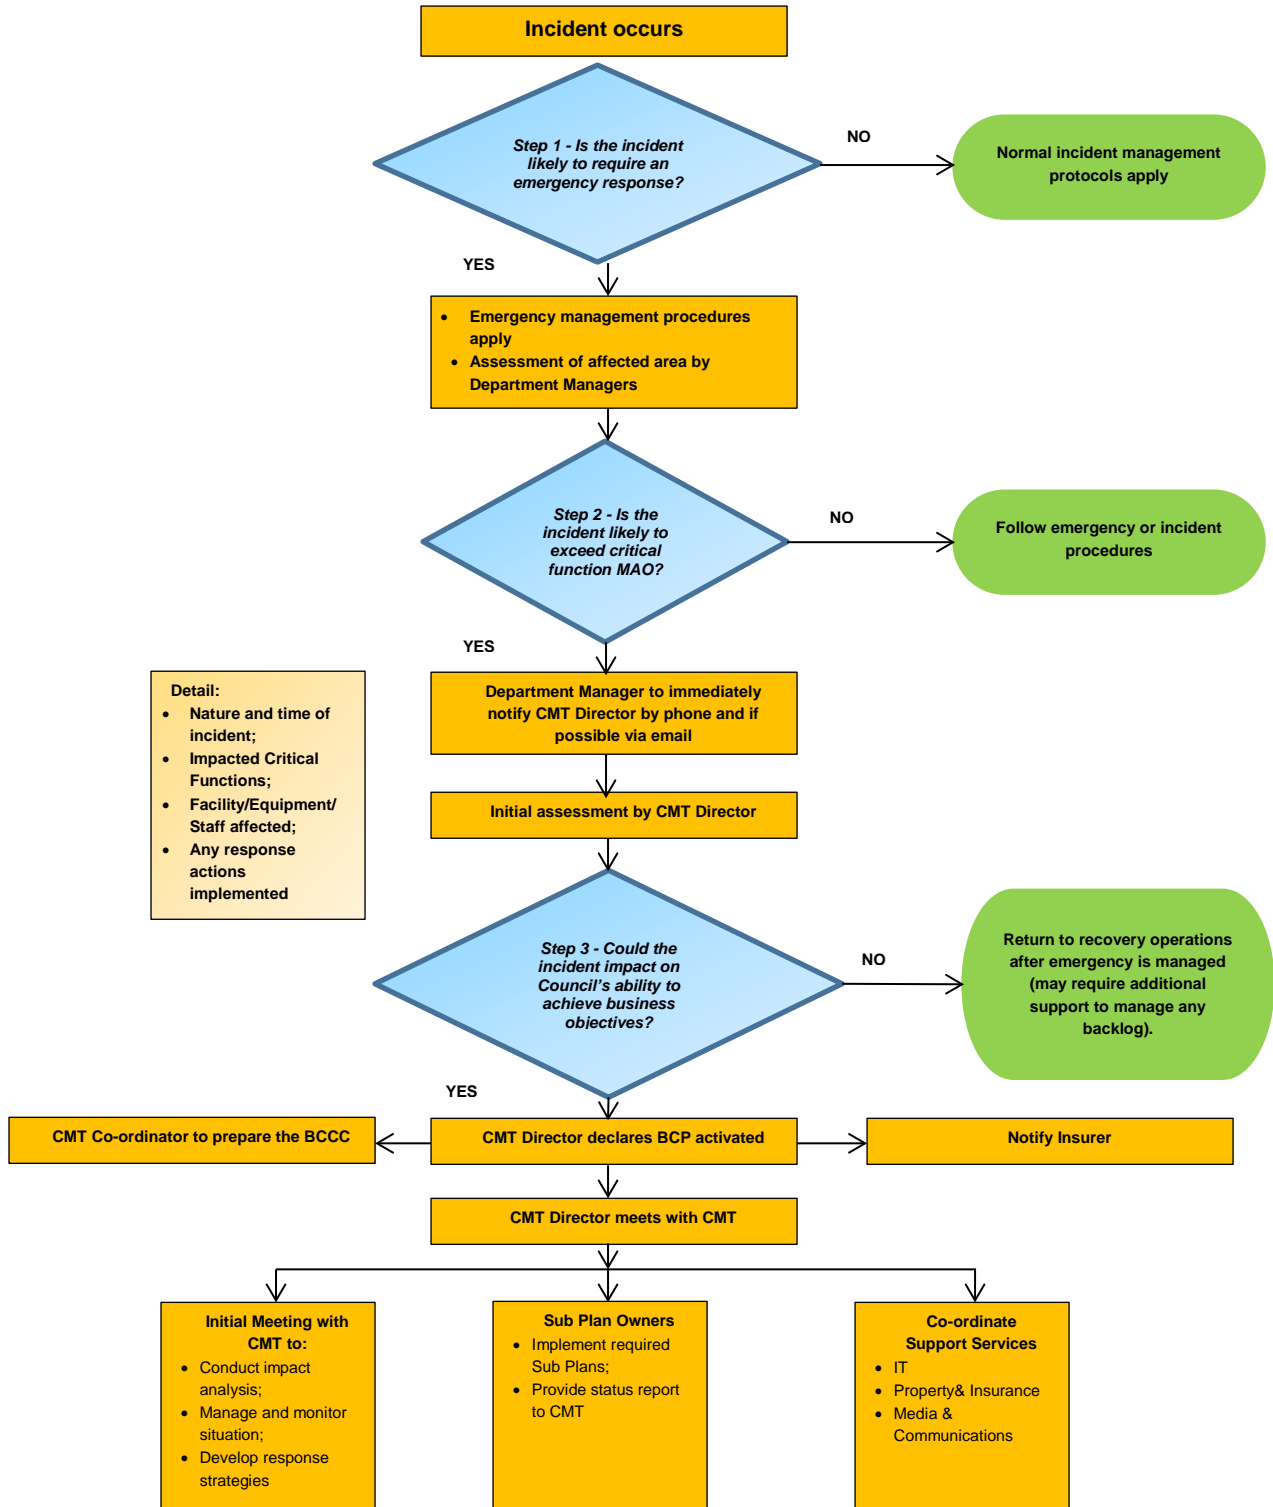 Incident occurs
Step 1 - Is the incident
likely to require an
emergency response?
NO
Normal incident management
protocols apply
YES
• Emergency management procedures
apply
• Assessment of affected area by
Department Managers
Step 2 - Is the
incident likely to
exceed critical
function MAO?
NO
Follow emergency or incident
procedures
YES
Detail:
• Nature and time of
incident;
• Impacted Critical
Functions;
• Facility/Equipment/
Staff affected;
• Any response
actions
implemented
Department Manager to immediately
notify CMT Director by phone and if
possible via email
Initial assessment by CMT Director
Step 3 - Could the
incident impact on
Council's ability to
achieve business
objectives?
NO
Return to recovery operations
after emergency is managed
(may require additional
support to manage any
backlog).
YES
CMT Co-ordinator to prepare the BCCC
CMT Director declares BCP activated
Notify Insurer
CMT Director meets with CMT
Initial Meeting with
CMT to:
• Conduct impact
analysis;
• Manage and monitor
situation;
• Develop response
strategies
Sub Plan Owners
• Implement required
Sub Plans;
• Provide status report
to CMT
Co-ordinate
Support Services
• IT
• Property& Insurance
• Media &
Communications